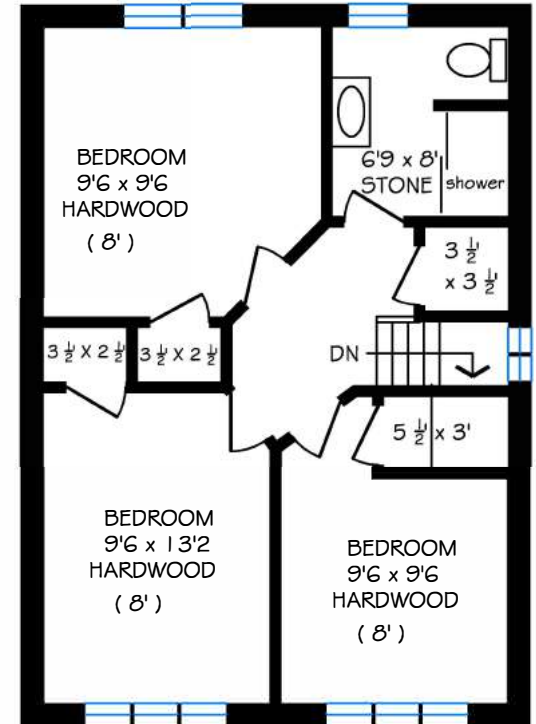 BEDROOM
9'6 x 9'6
HARDWOOD
( 8' )
6'9 x 8'
STONE
shower
3 ½'
x 3 ½'
3 ½ x 2 ½
3 ½ x 2 ½
DN
5 ½' x 3'
BEDROOM
9'6 x 13'2
HARDWOOD
( 8' )
BEDROOM
9'6 x 9'6
HARDWOOD
( 8' )